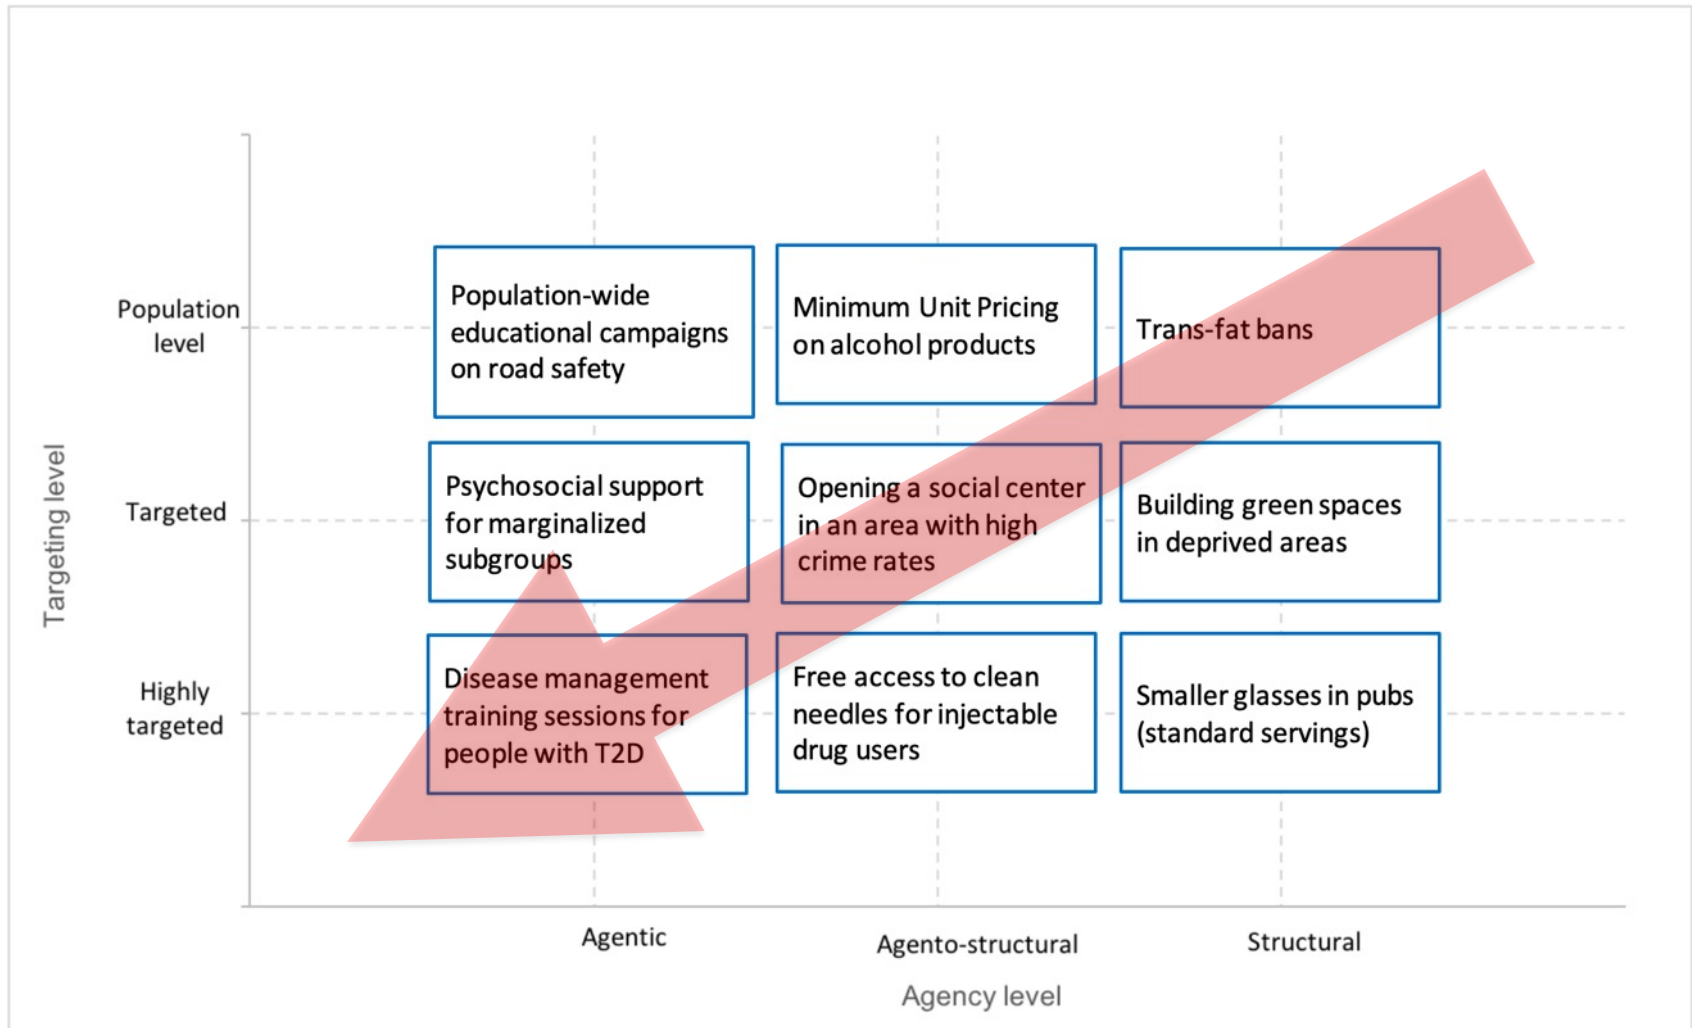 Population-wide
educational campaigns
on road safety
Minimum Unit Pricing
on alcohol products
Trans-fat bans
Population
level
Psychosocial support
for marginalized
subgroups
Opening a social center
in an area with high
crime rates
Building green spaces
in deprived areas
Targeted
Targeting level
Disease management
training sessions for
people with T2D
Free access to clean
needles for injectable
drug users
Smaller glasses in pubs
(standard servings)
Highly
targeted
Agentic
Agento-structural
Structural
Agency level